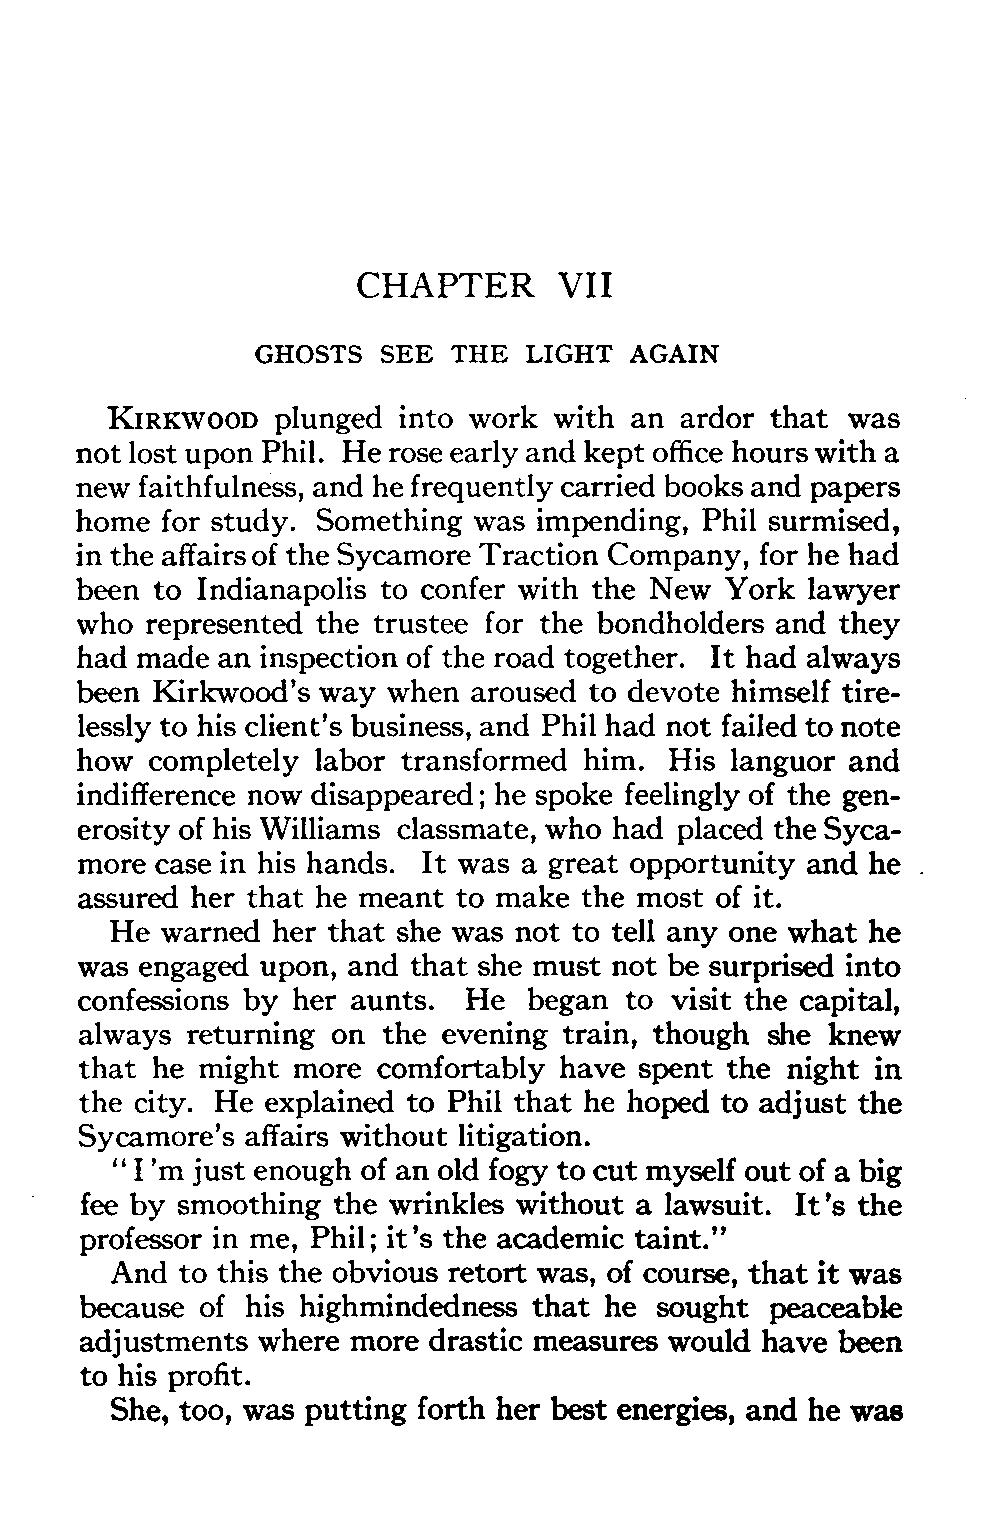 CHAPTER VII
GHOSTS SEE THE LIGHT AGAIN
KIRKWOOD plunged into work with an ardor that was
not lost upon Phil. He rose early and kept office hours with a
new faithfulness, and he frequently carried books and papers
home for study. Something was impending, Phil surmised,
in the affairs of the Sycamore Traction Company, for he had
been to Indianapolis to confer with the New York lawyer
who represented the trustee for the bondholders and they
had made an inspection of the road together. It had always
been Kirkwood's way when aroused to devote himself tire-
lessly to his client's business, and Phil had not failed to note
how completely labor transformed him. His languor and
indifference now disappeared; he spoke feelingly of the gen-
erosity of his Williams classmate, who had placed the Syca-
more case in his hands. It was a great opportunity and he
assured her that he meant to make the most of it.
He warned her that she was not to tell any one what he
was engaged upon, and that she must not be surprised into
confessions by her aunts. He began to visit the capital,
always returning on the evening train, though she knew
that he might more comfortably have spent the night in
the city. He explained to Phil that he hoped to adjust the
Sycamore's affairs without litigation.
"I'm just enough of an old fogy to cut myself out of a big
fee by smoothing the wrinkles without a lawsuit. It's the
professor in me, Phil; it's the academic taint."
And to this the obvious retort was, of course, that it was
because of his highmindedness that he sought peaceable
adjustments where more drastic measures would have been
to his profit.
She, too, was putting forth her best energies, and he was